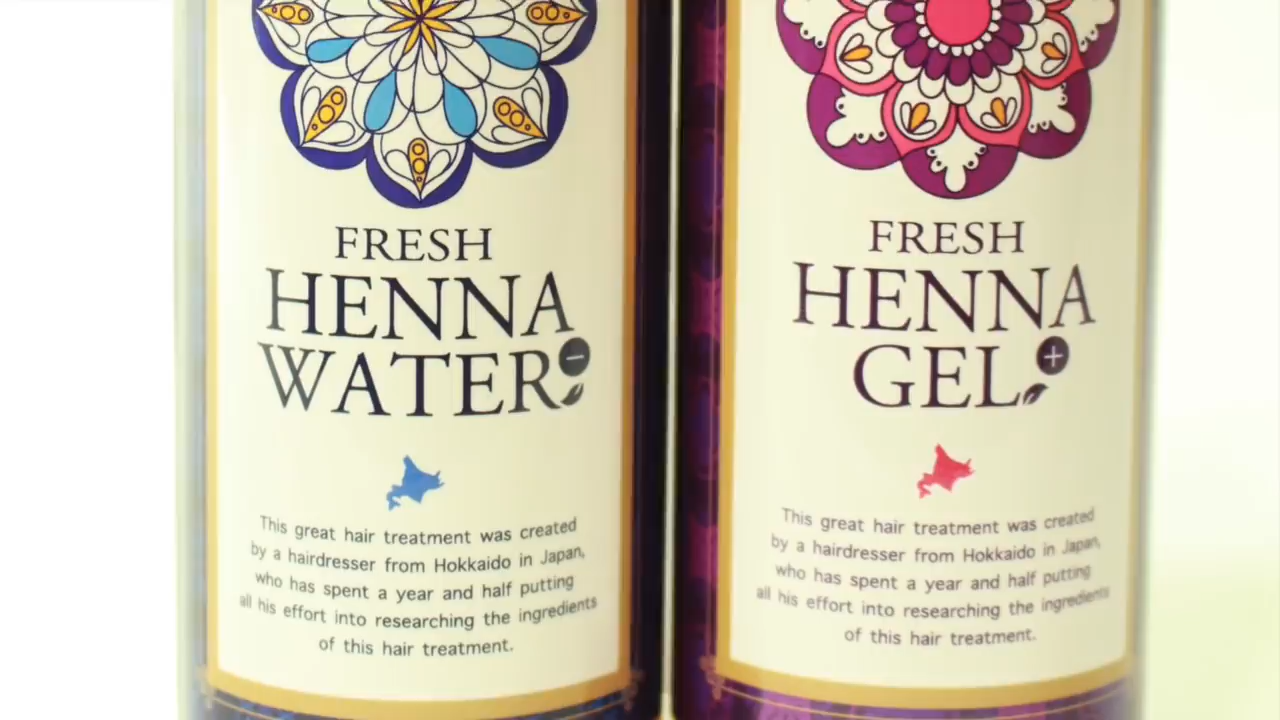 FRESH
HENNA
WATER
This great hair treatment was created
by a hairdresser from Hokkaido in Japan,
who has spent a year and half putting
all his effort into researching the ingredients
of this hair treatment.
FRESH
HENNA
GEL
This great hair treatment was created
by a hairdresser from Hokkaido in Japan,
who has spent a year and half putting
all his effort into researching the ingredients
of this hair treatment.